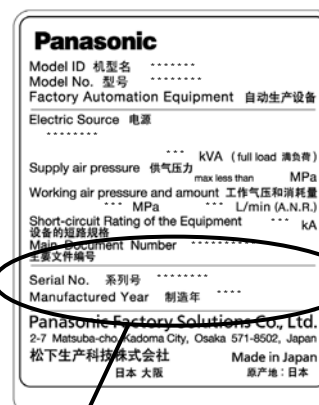 Panasonic
Model ID 机型名 *******
Model No. 型号 ********
Factory Automation Equipment 自动生产设备
Electric Source 电源
********
*** kVA (full load 满负荷)
Supply air pressure 供气压力 max less than MPa
Working air pressure and amount 工作气压和消耗量
*** MPa *** L/min (A.N.R.)
Short-circuit Rating of the Equipment *** kA
设备的短路规格
Main Document Number **********
主要文件编号
Serial No. 系列号 ********
Manufactured Year 制造年 ****
Panasonic Factory Solutions Co., Ltd.
2-7 Matsuba-cho, Kadoma City, Osaka 571-8502, Japan
松下生产科技株式会社 Made in Japan
日本 大阪 原产地：日本